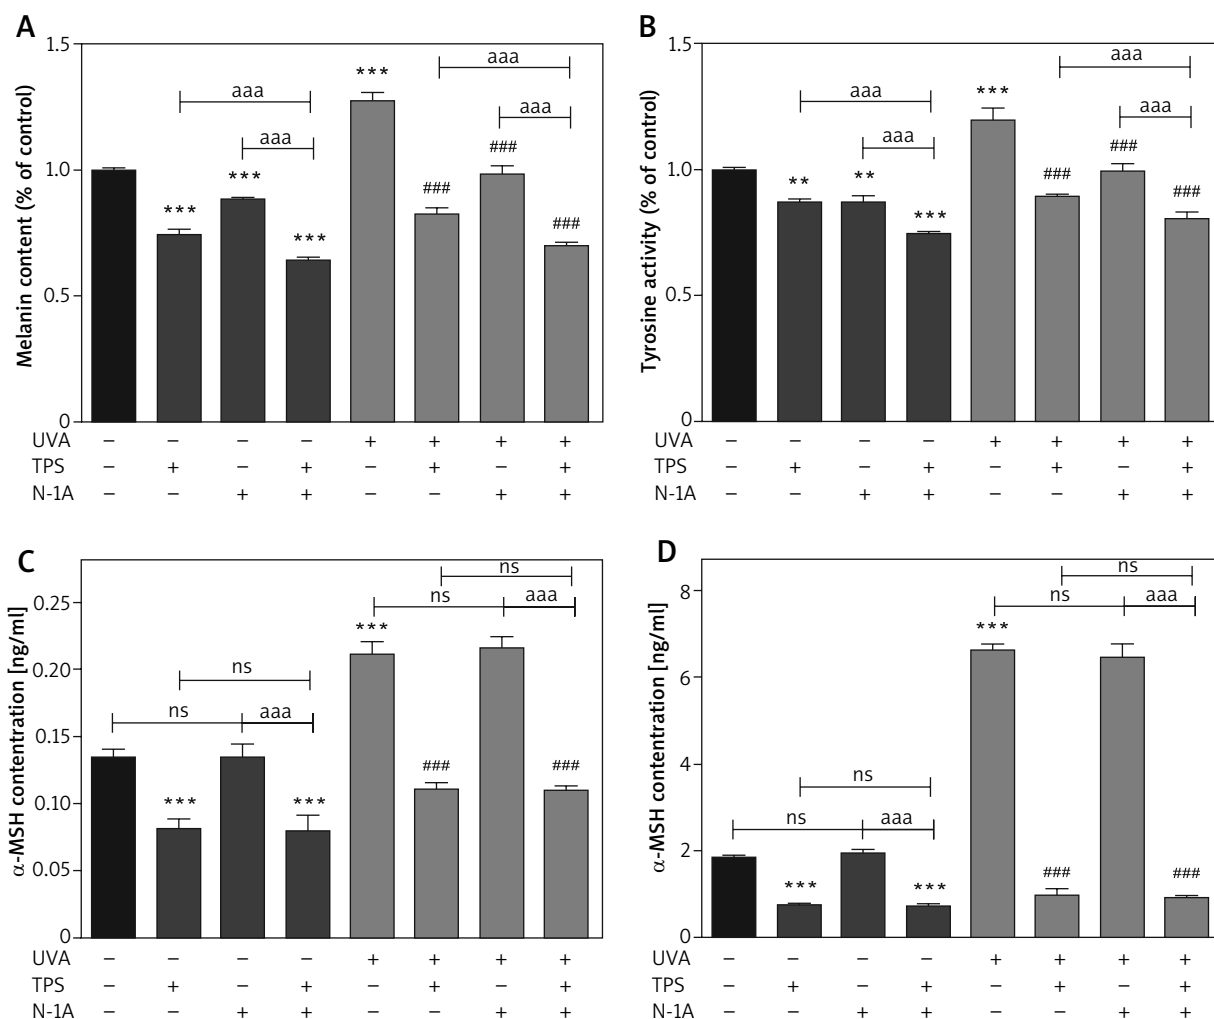 A
Melanin content (% of control)
1.5
1.0
0.5
0
*** *** *** *** ### ### ###
aaa aaa aaa aaa
UVA – – – – + + + +
TPS – + – + – + – +
N-1A – – + + – – + +
B
Tyrosine activity (% of control)
1.5
1.0
0.5
0
** ** *** *** ### ### ###
aaa aaa aaa aaa
UVA – – – – + + + +
TPS – + – + – + – +
N-1A – – + + – – + +
C
α-MSH contentration [ng/ml]
0.25
0.20
0.15
0.10
0.05
0
*** *** *** ### ###
ns ns aaa ns ns aaa
UVA – – – – + + + +
TPS – + – + – + – +
N-1A – – + + – – + +
D
α-MSH contentration [ng/ml]
8
6
4
2
0
*** *** *** ### ###
ns ns aaa ns ns aaa
UVA – – – – + + + +
TPS – + – + – + – +
N-1A – – + + – – + +